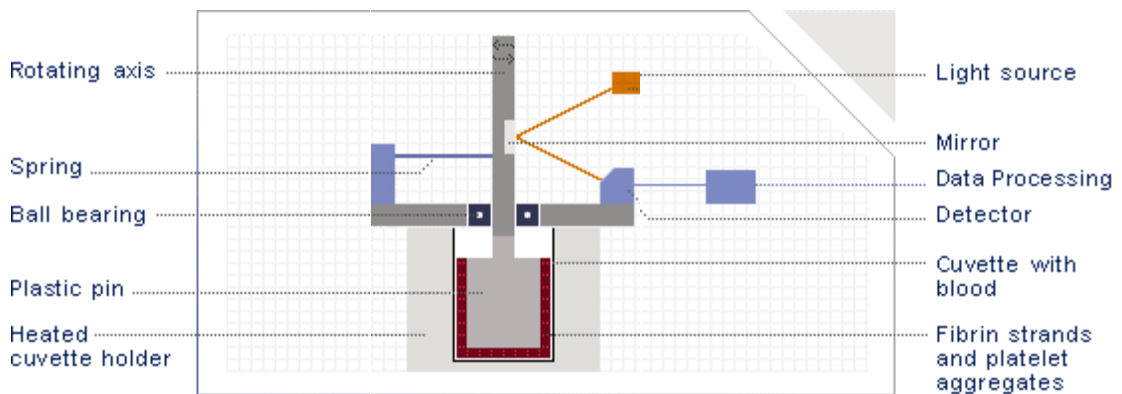 Rotating axis
Spring
Ball bearing
Plastic pin
Heated
cuvette holder
Light source
Mirror
Data Processing
Detector
Cuvette with
blood
Fibrin strands
and platelet
aggregates